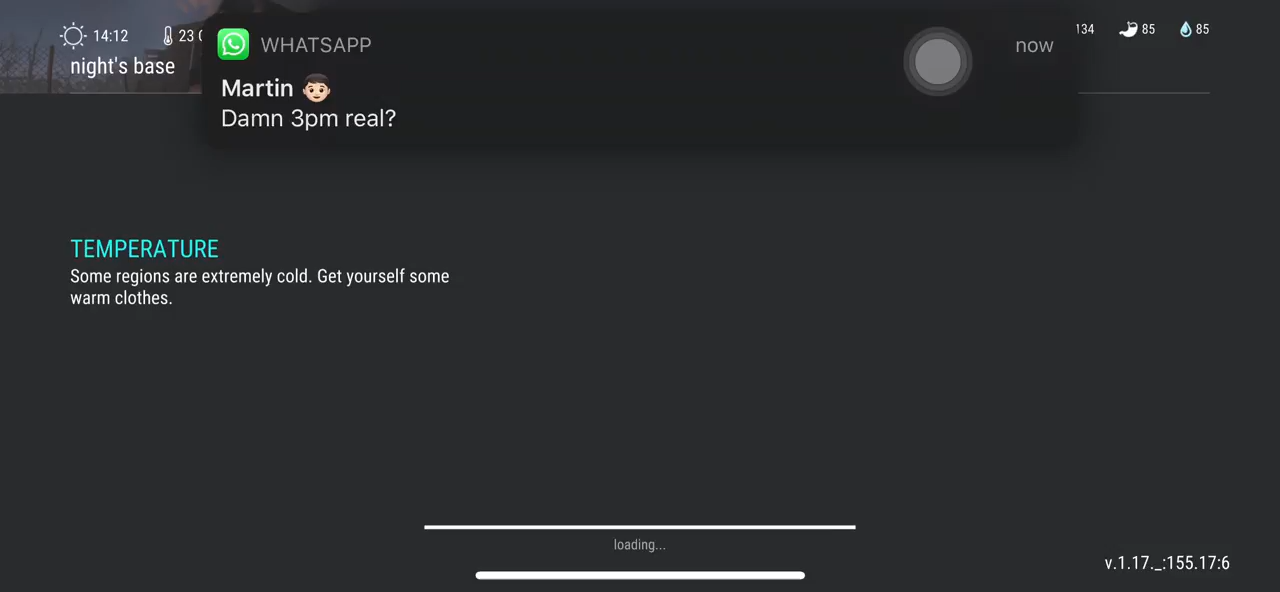 14:12
23
134
85
85
night's base
WHATSAPP
now
Martin
Damn 3pm real?
TEMPERATURE
Some regions are extremely cold. Get yourself some
warm clothes.
loading...
v.1.17._:155.17:6